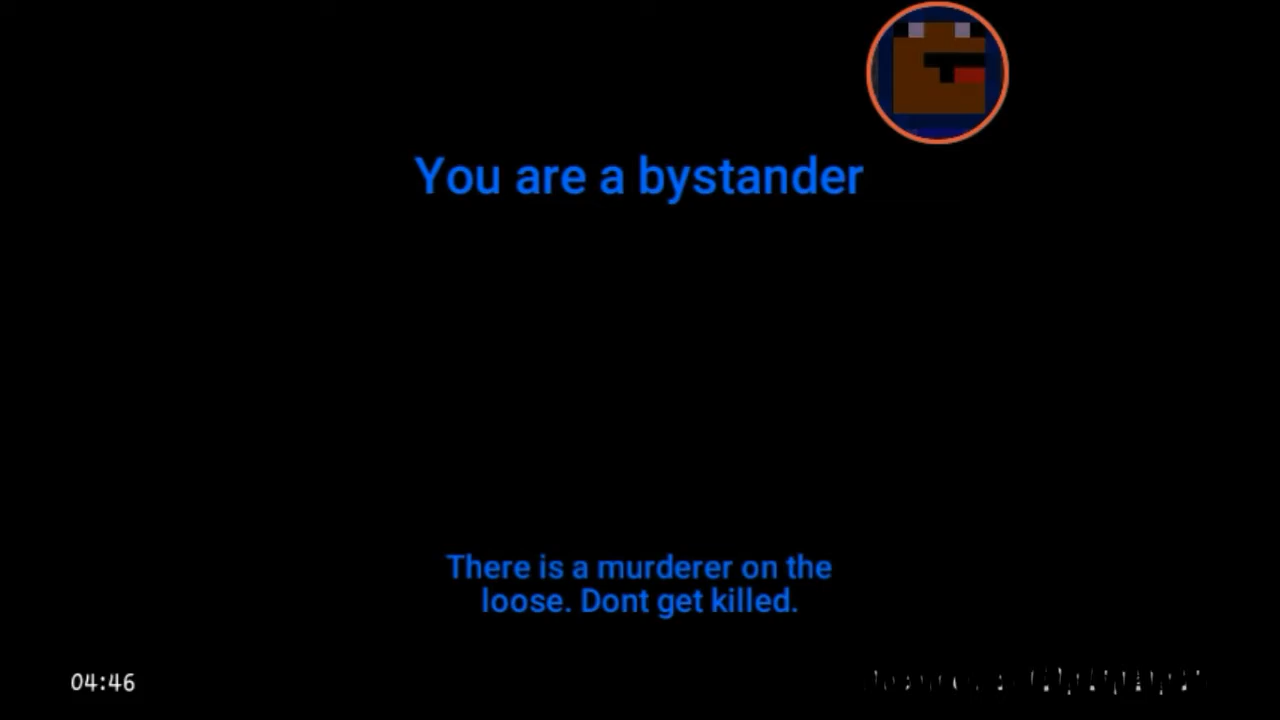 You are a bystander
There is a murderer on the
loose. Dont get killed.
04:46